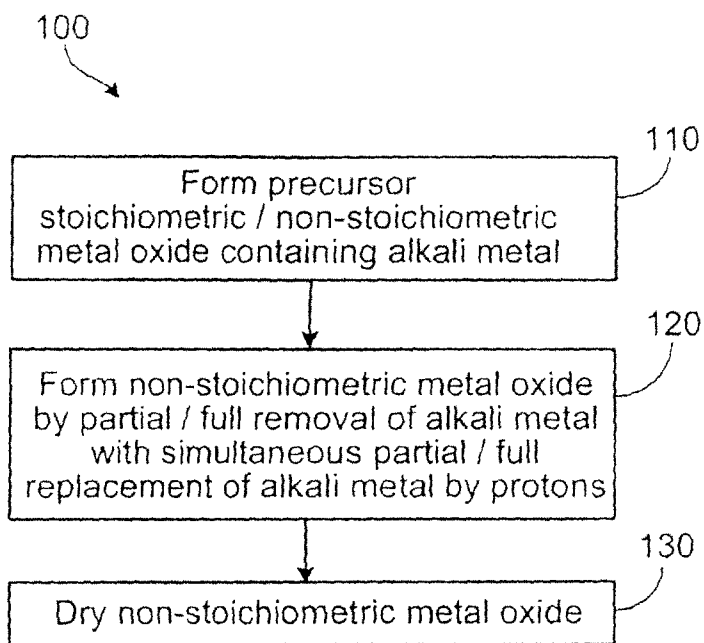 100
110
Form precursor
stoichiometric / non-stoichiometric
metal oxide containing alkali metal
120
Form non-stoichiometric metal oxide
by partial / full removal of alkali metal
with simultaneous partial / full
replacement of alkali metal by protons
130
Dry non-stoichiometric metal oxide